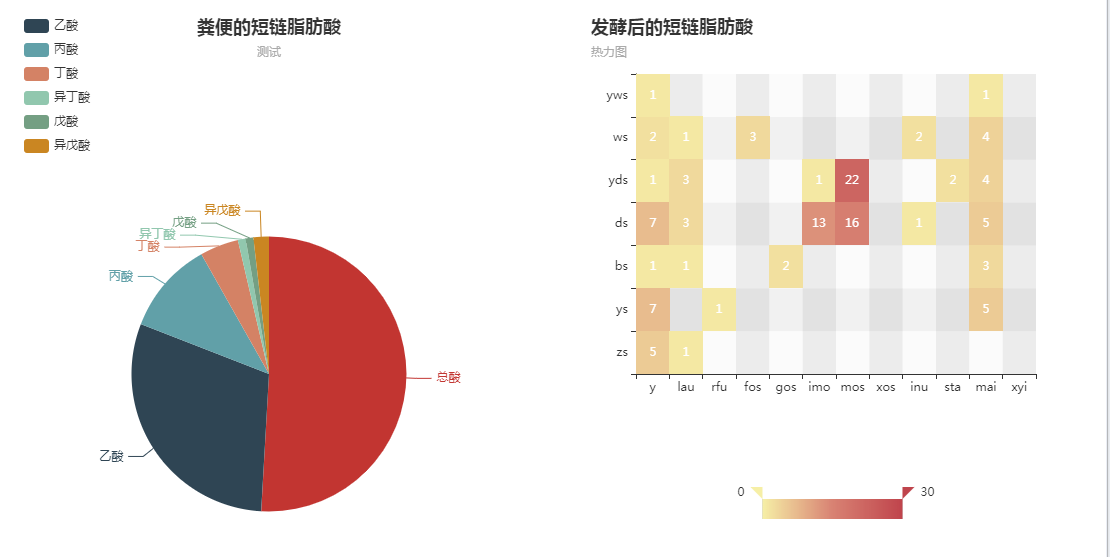 粪便的短链脂肪酸
测试
乙酸
丙酸
丁酸
异丁酸
戊酸
异戊酸
异戊酸
戊酸
异丁酸
丁酸
丙酸
乙酸
总酸
发酵后的短链脂肪酸
热力图
yws 1 1
ws 2 1 3 2 4
yds 1 3 1 22 2 4
ds 7 3 13 16 1 5
bs 1 1 2 3
ys 7 1 5
zs 5 1
y lau rfu fos gos imo mos xos inu sta mai xyi
0 30